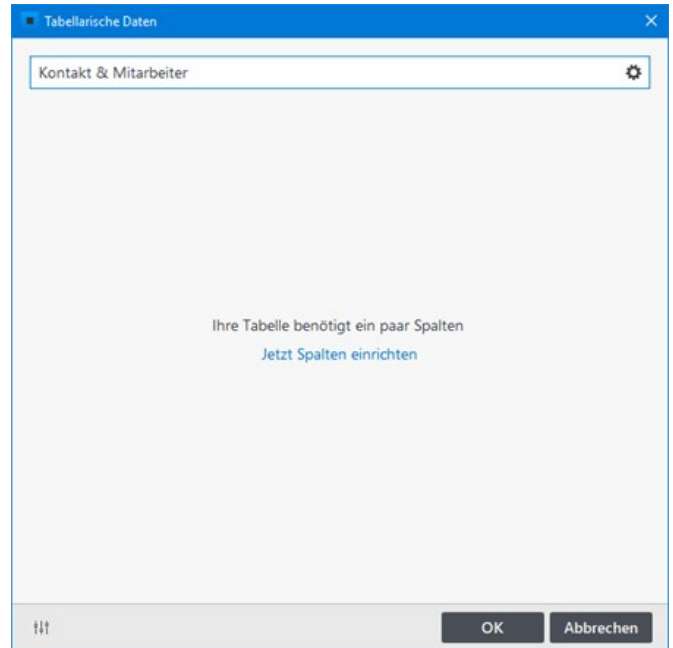 Tabellarische Daten
Kontakt & Mitarbeiter
Ihre Tabelle benötigt ein paar Spalten
Jetzt Spalten einrichten
OK
Abbrechen